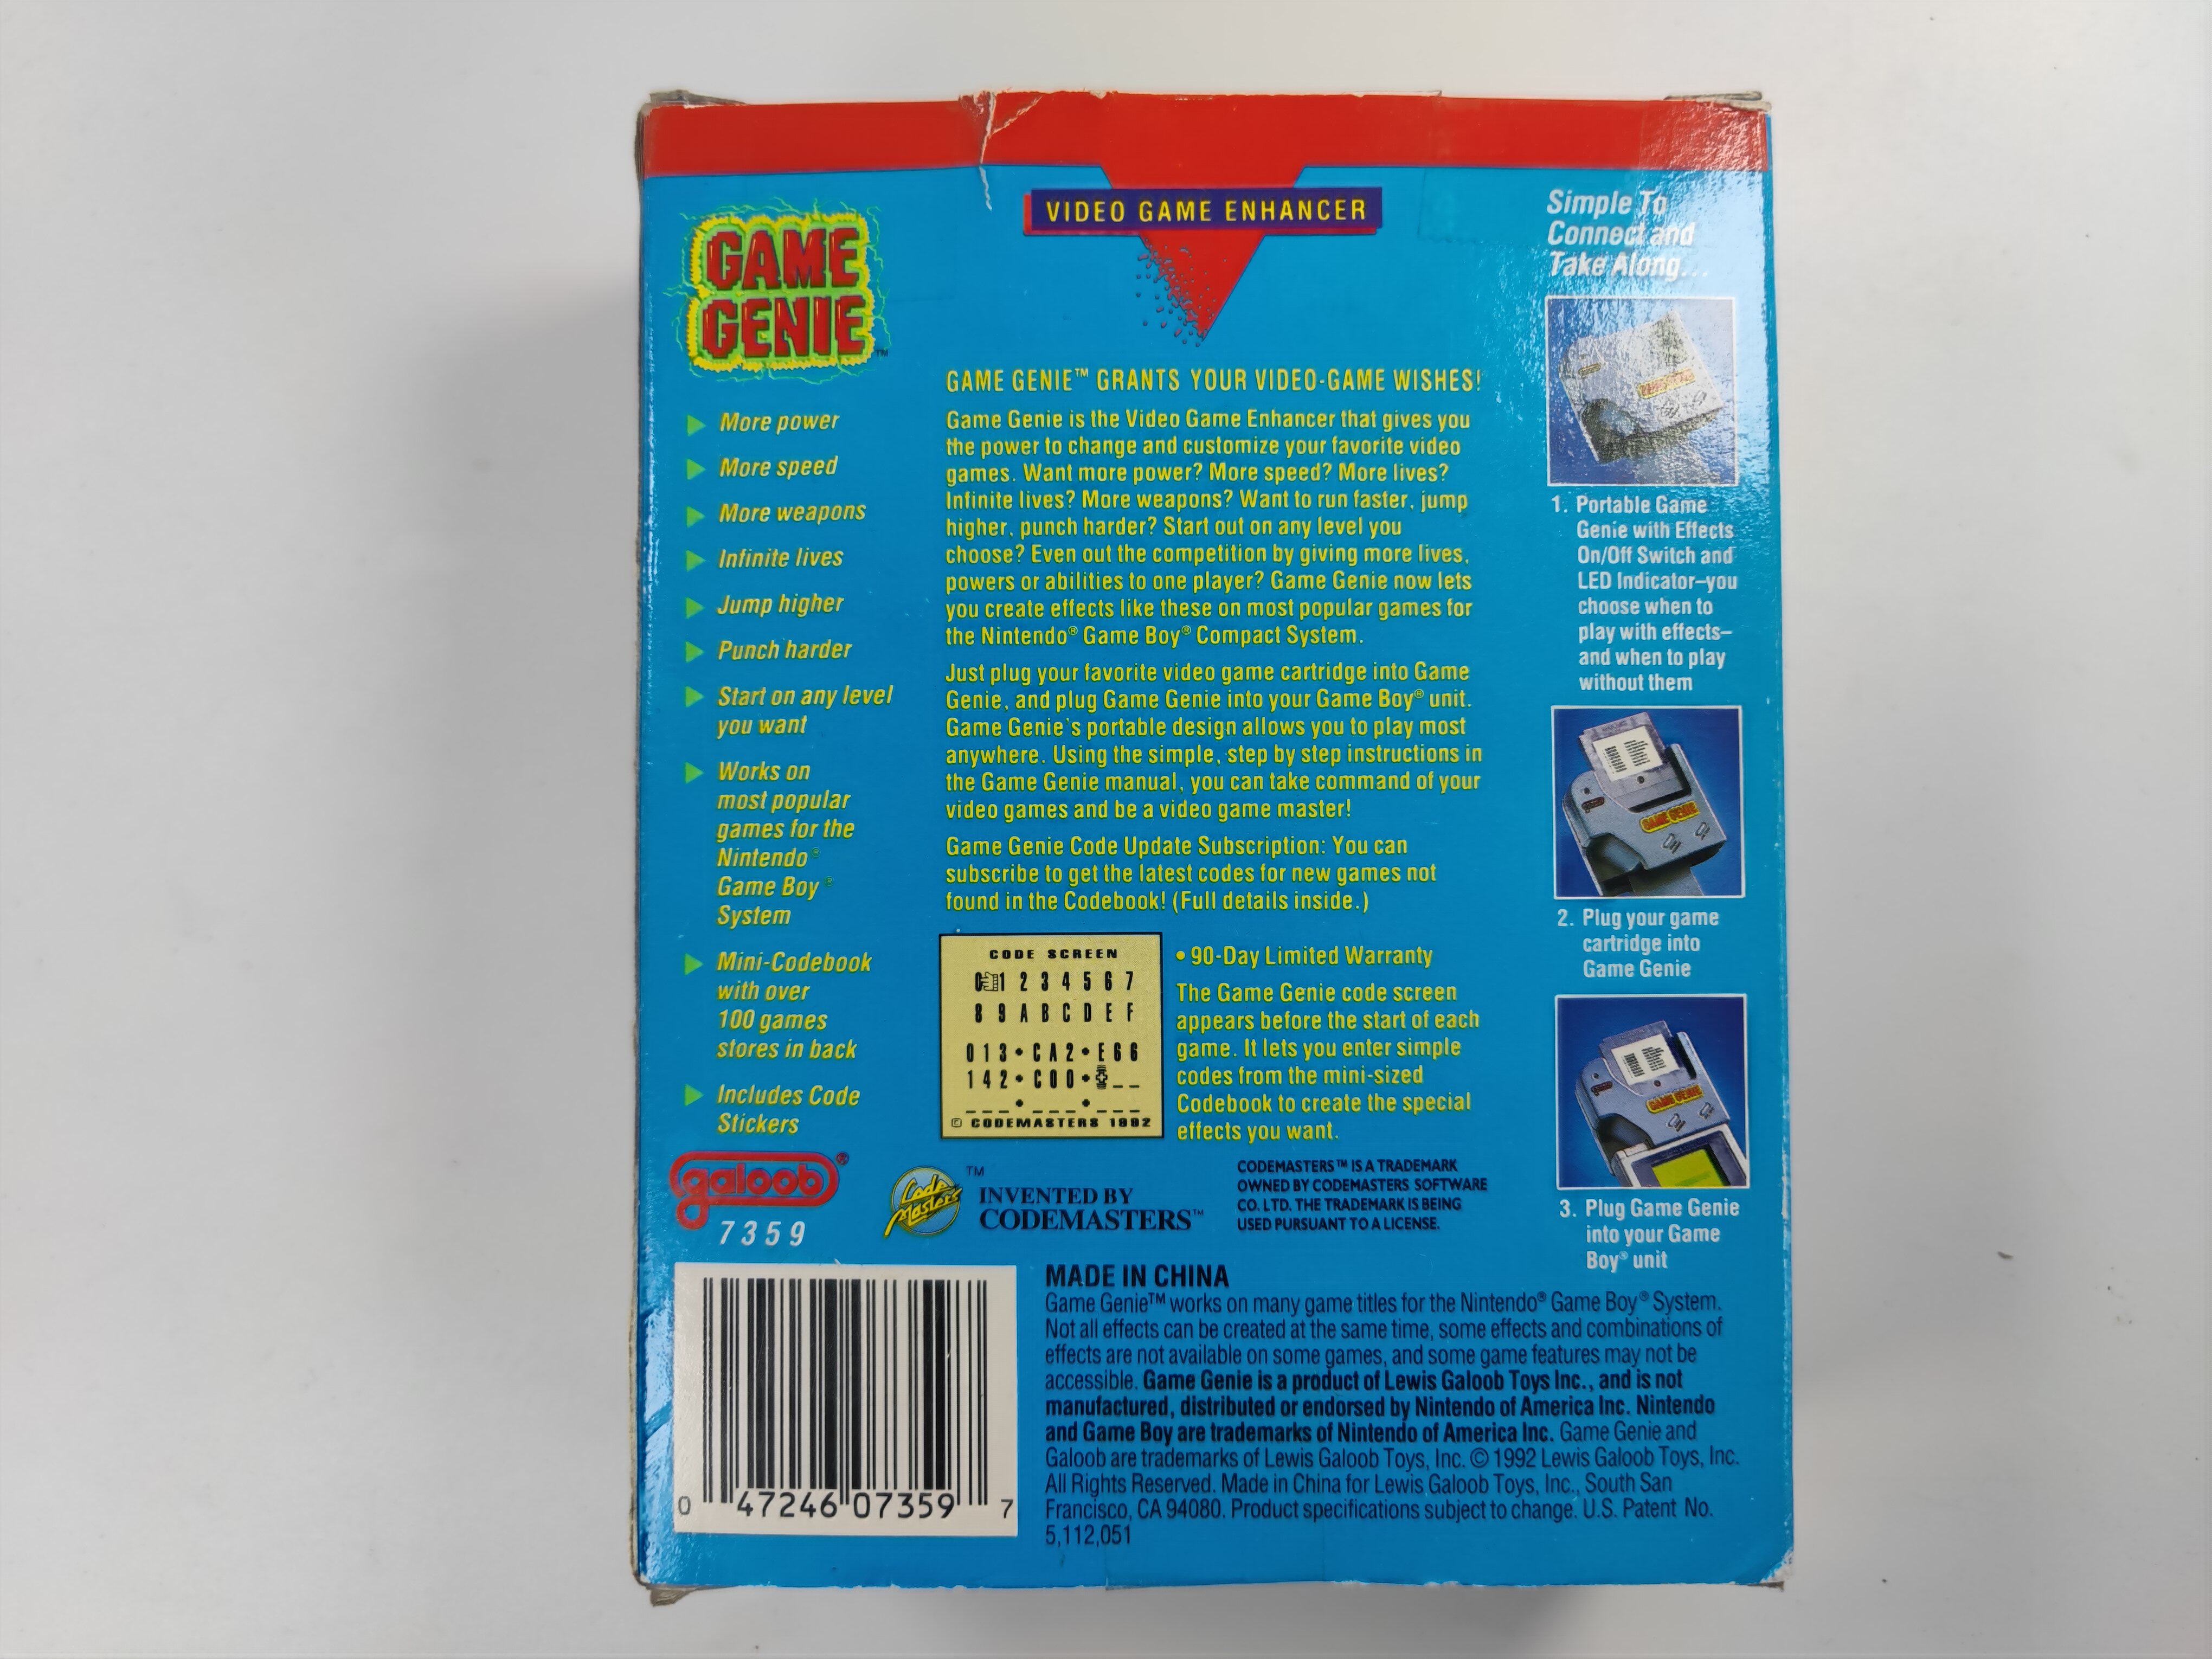 VIDEO GAME ENHANCER
GAME
GENIE™
More power
More speed
More weapons
Infinite lives
Jump higher
Punch harder
Start on any level
you want
Works on
most popular
games for the
Nintendo®
Game Boy®
System
Mini-Codebook
with over
100 games
stores in back
Includes Code
Stickers
GAME GENIE™ GRANTS YOUR VIDEO-GAME WISHES!
Game Genie is the Video Game Enhancer that gives you
the power to change and customize your favorite video
games. Want more power? More speed? More lives?
Infinite lives? More weapons? Want to run faster, jump
higher, punch harder? Start out on any level you
choose? Even out the competition by giving more lives,
powers or abilities to one player? Game Genie now lets
you create effects like these on most popular games for
the Nintendo® Game Boy® Compact System.
Just plug your favorite video game cartridge into Game
Genie, and plug Game Genie into your Game Boy® unit.
Game Genie's portable design allows you to play most
anywhere. Using the simple, step by step instructions in
the Game Genie manual, you can take command of your
video games and be a video game master!
Game Genie Code Update Subscription: You can
subscribe to get the latest codes for new games not
found in the Codebook! (Full details inside.)
CODE SCREEN
0 1 2 3 4 5 6 7
8 9 A B C D E F
0 1 3 • C A 2 • E 6 6
1 4 2 • C 0 0 • _ _
_ _ _ • _ _ _ • _ _ _
© CODEMASTERS 1992
• 90-Day Limited Warranty
The Game Genie code screen
appears before the start of each
game. It lets you enter simple
codes from the mini-sized
Codebook to create the special
effects you want.
Simple To
Connect and
Take Along...
1. Portable Game
Genie with Effects
On/Off Switch and
LED Indicator–you
choose when to
play with effects–
and when to play
without them
GAME GENIE
2. Plug your game
cartridge into
Game Genie
GAME GENIE
3. Plug Game Genie
into your Game
Boy® unit
galoob®
7359
Code
Masters
™
INVENTED BY
CODEMASTERS™
CODEMASTERS™ IS A TRADEMARK
OWNED BY CODEMASTERS SOFTWARE
CO. LTD. THE TRADEMARK IS BEING
USED PURSUANT TO A LICENSE.
0 47246 07359 7
MADE IN CHINA
Game Genie™ works on many game titles for the Nintendo® Game Boy® System.
Not all effects can be created at the same time, some effects and combinations of
effects are not available on some games, and some game features may not be
accessible. Game Genie is a product of Lewis Galoob Toys Inc., and is not
manufactured, distributed or endorsed by Nintendo of America Inc. Nintendo
and Game Boy are trademarks of Nintendo of America Inc. Game Genie and
Galoob are trademarks of Lewis Galoob Toys, Inc. © 1992 Lewis Galoob Toys, Inc.
All Rights Reserved. Made in China for Lewis Galoob Toys, Inc., South San
Francisco, CA 94080. Product specifications subject to change. U.S. Patent No.
5,112,051